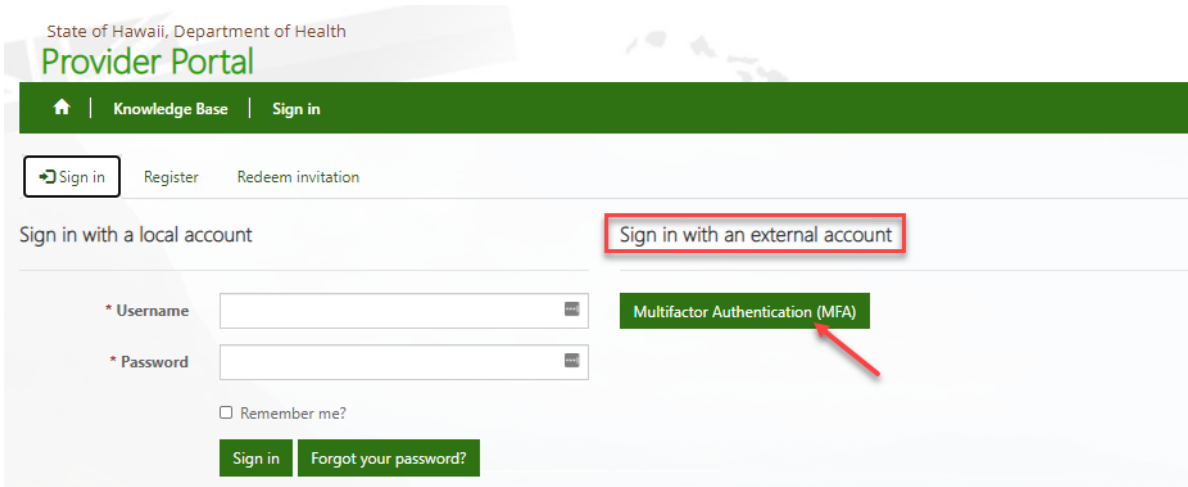 State of Hawaii, Department of Health
Provider Portal
Knowledge Base
Sign in
Sign in
Register
Redeem invitation
Sign in with a local account
Sign in with an external account
* Username
Multifactor Authentication (MFA)
* Password
Remember me?
Sign in
Forgot your password?